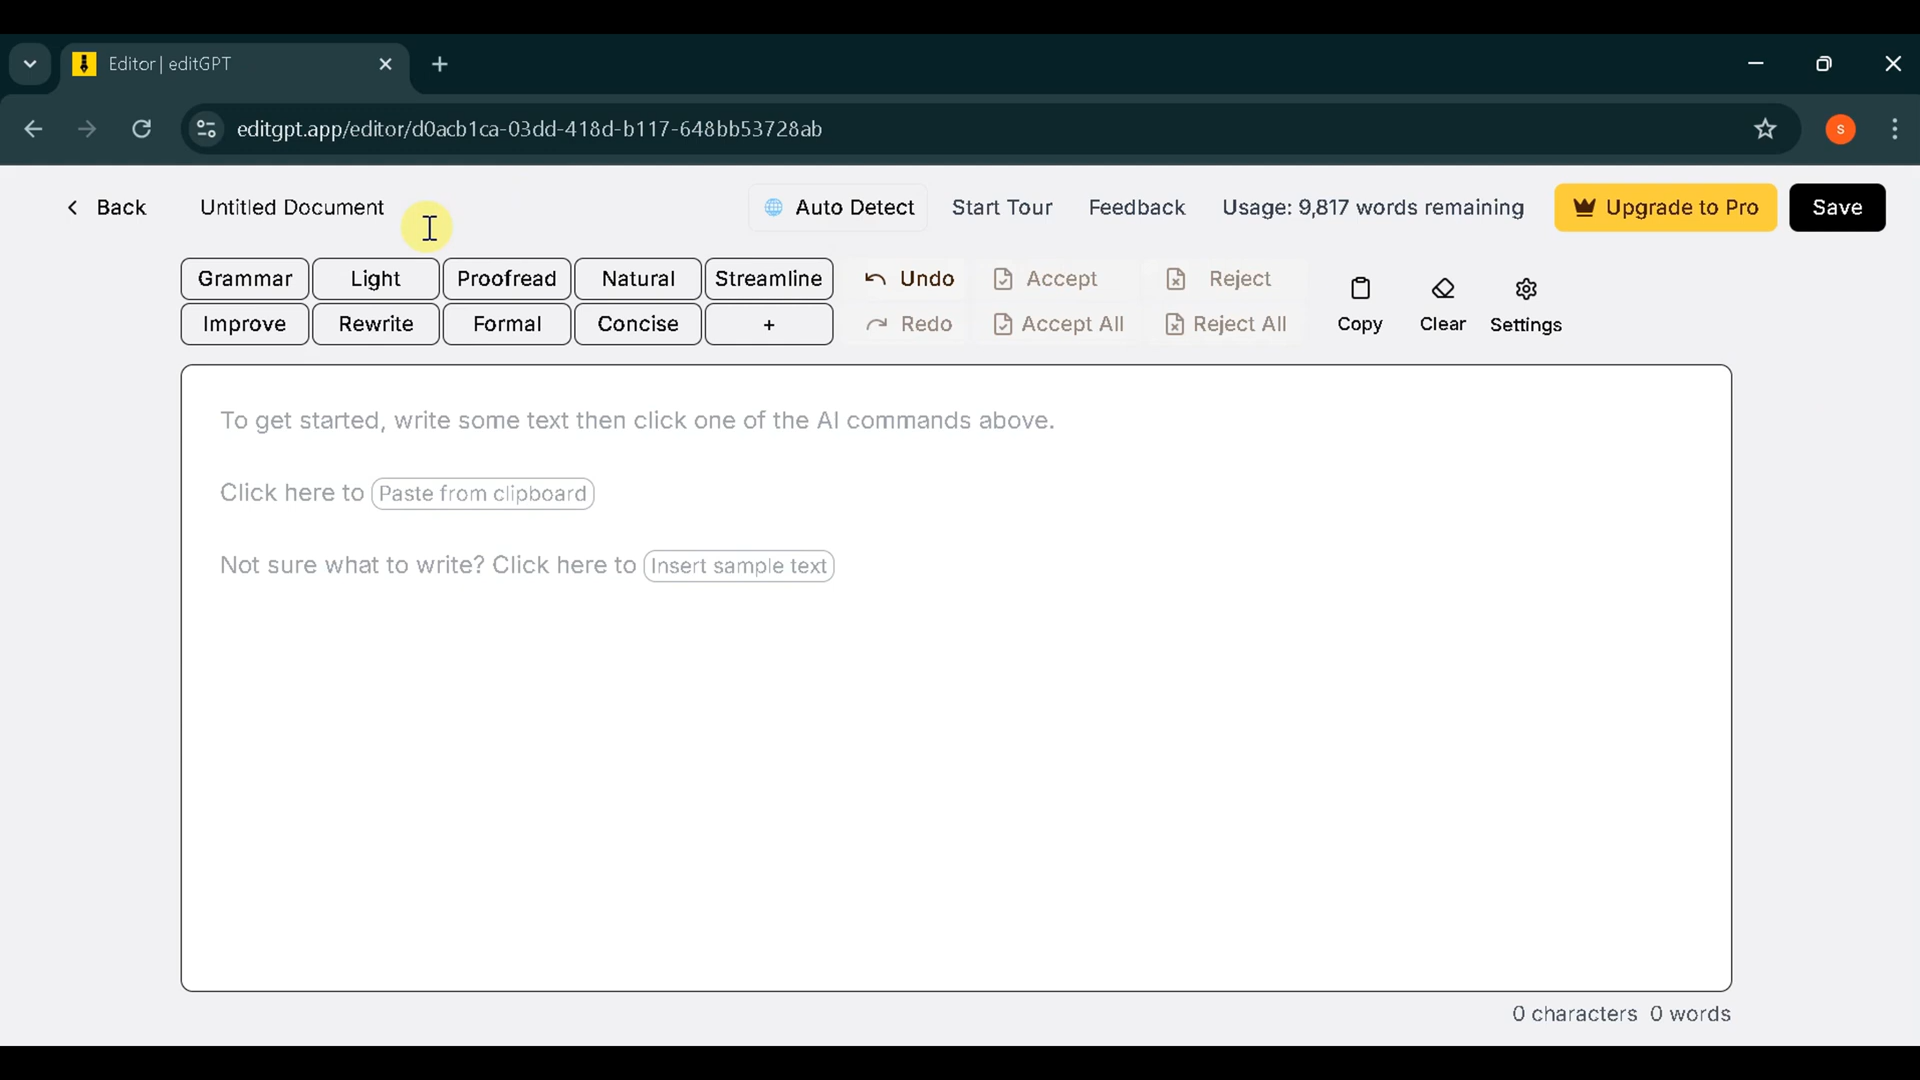 Editor | editGPT
editgpt.app/editor/d0acb1ca-03dd-418d-b117-648bb53728ab
S
Back
Untitled Document
Auto Detect
Start Tour
Feedback
Usage: 9,817 words remaining
Upgrade to Pro
Save
Grammar
Light
Proofread
Natural
Streamline
Undo
Accept
Reject
Improve
Rewrite
Formal
Concise
+
Redo
Accept All
Reject All
Copy
Clear
Settings
To get started, write some text then click one of the AI commands above.
Click here to Paste from clipboard
Not sure what to write? Click here to Insert sample text
0 characters 0 words